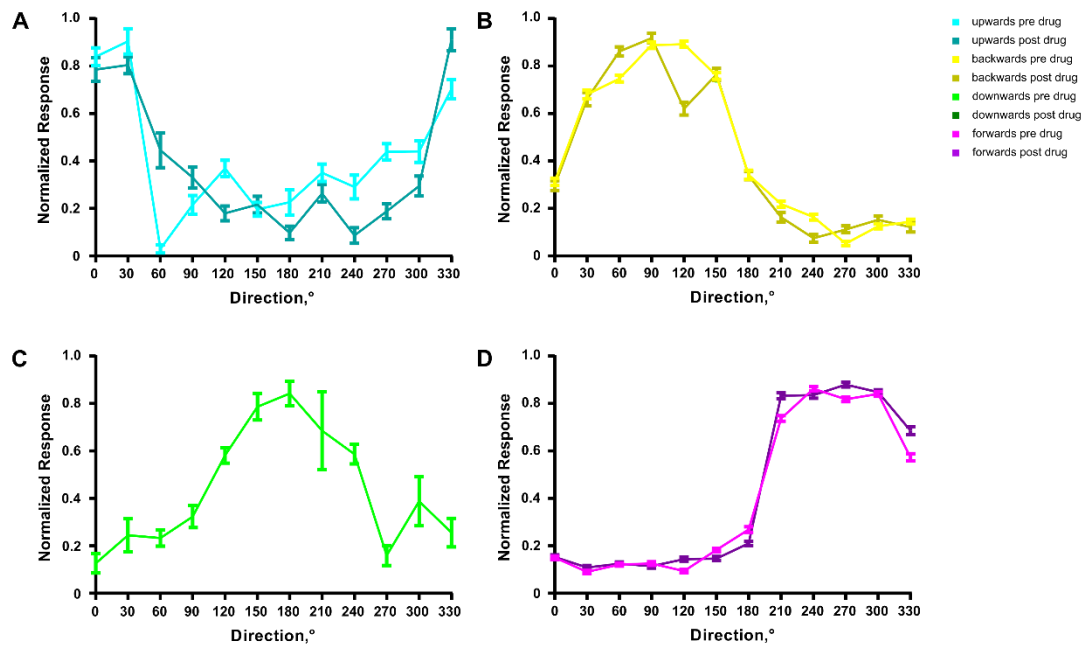 A
Normalized Response
1.0
0.8
0.6
0.4
0.2
0
0 30 60 90 120 150 180 210 240 270 300 330
Direction,°
B
Normalized Response
1.0
0.8
0.6
0.4
0.2
0
0 30 60 90 120 150 180 210 240 270 300 330
Direction,°
upwards pre drug
upwards post drug
backwards pre drug
backwards post drug
downwards pre drug
downwards post drug
forwards pre drug
forwards post drug
C
Normalized Response
1.0
0.8
0.6
0.4
0.2
0
0 30 60 90 120 150 180 210 240 270 300 330
Direction,°
D
Normalized Response
1.0
0.8
0.6
0.4
0.2
0
0 30 60 90 120 150 180 210 240 270 300 330
Direction,°